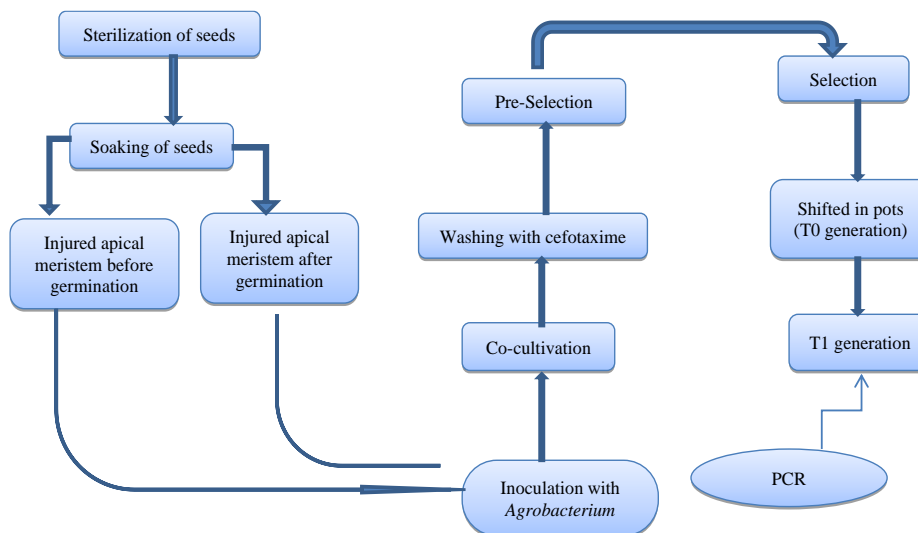 Sterilization of seeds
Soaking of seeds
Injured apical
meristem before
germination
Injured apical
meristem after
germination
Inoculation with
Agrobacterium
Co-cultivation
Washing with cefotaxime
Pre-Selection
Selection
Shifted in pots
(T0 generation)
T1 generation
PCR